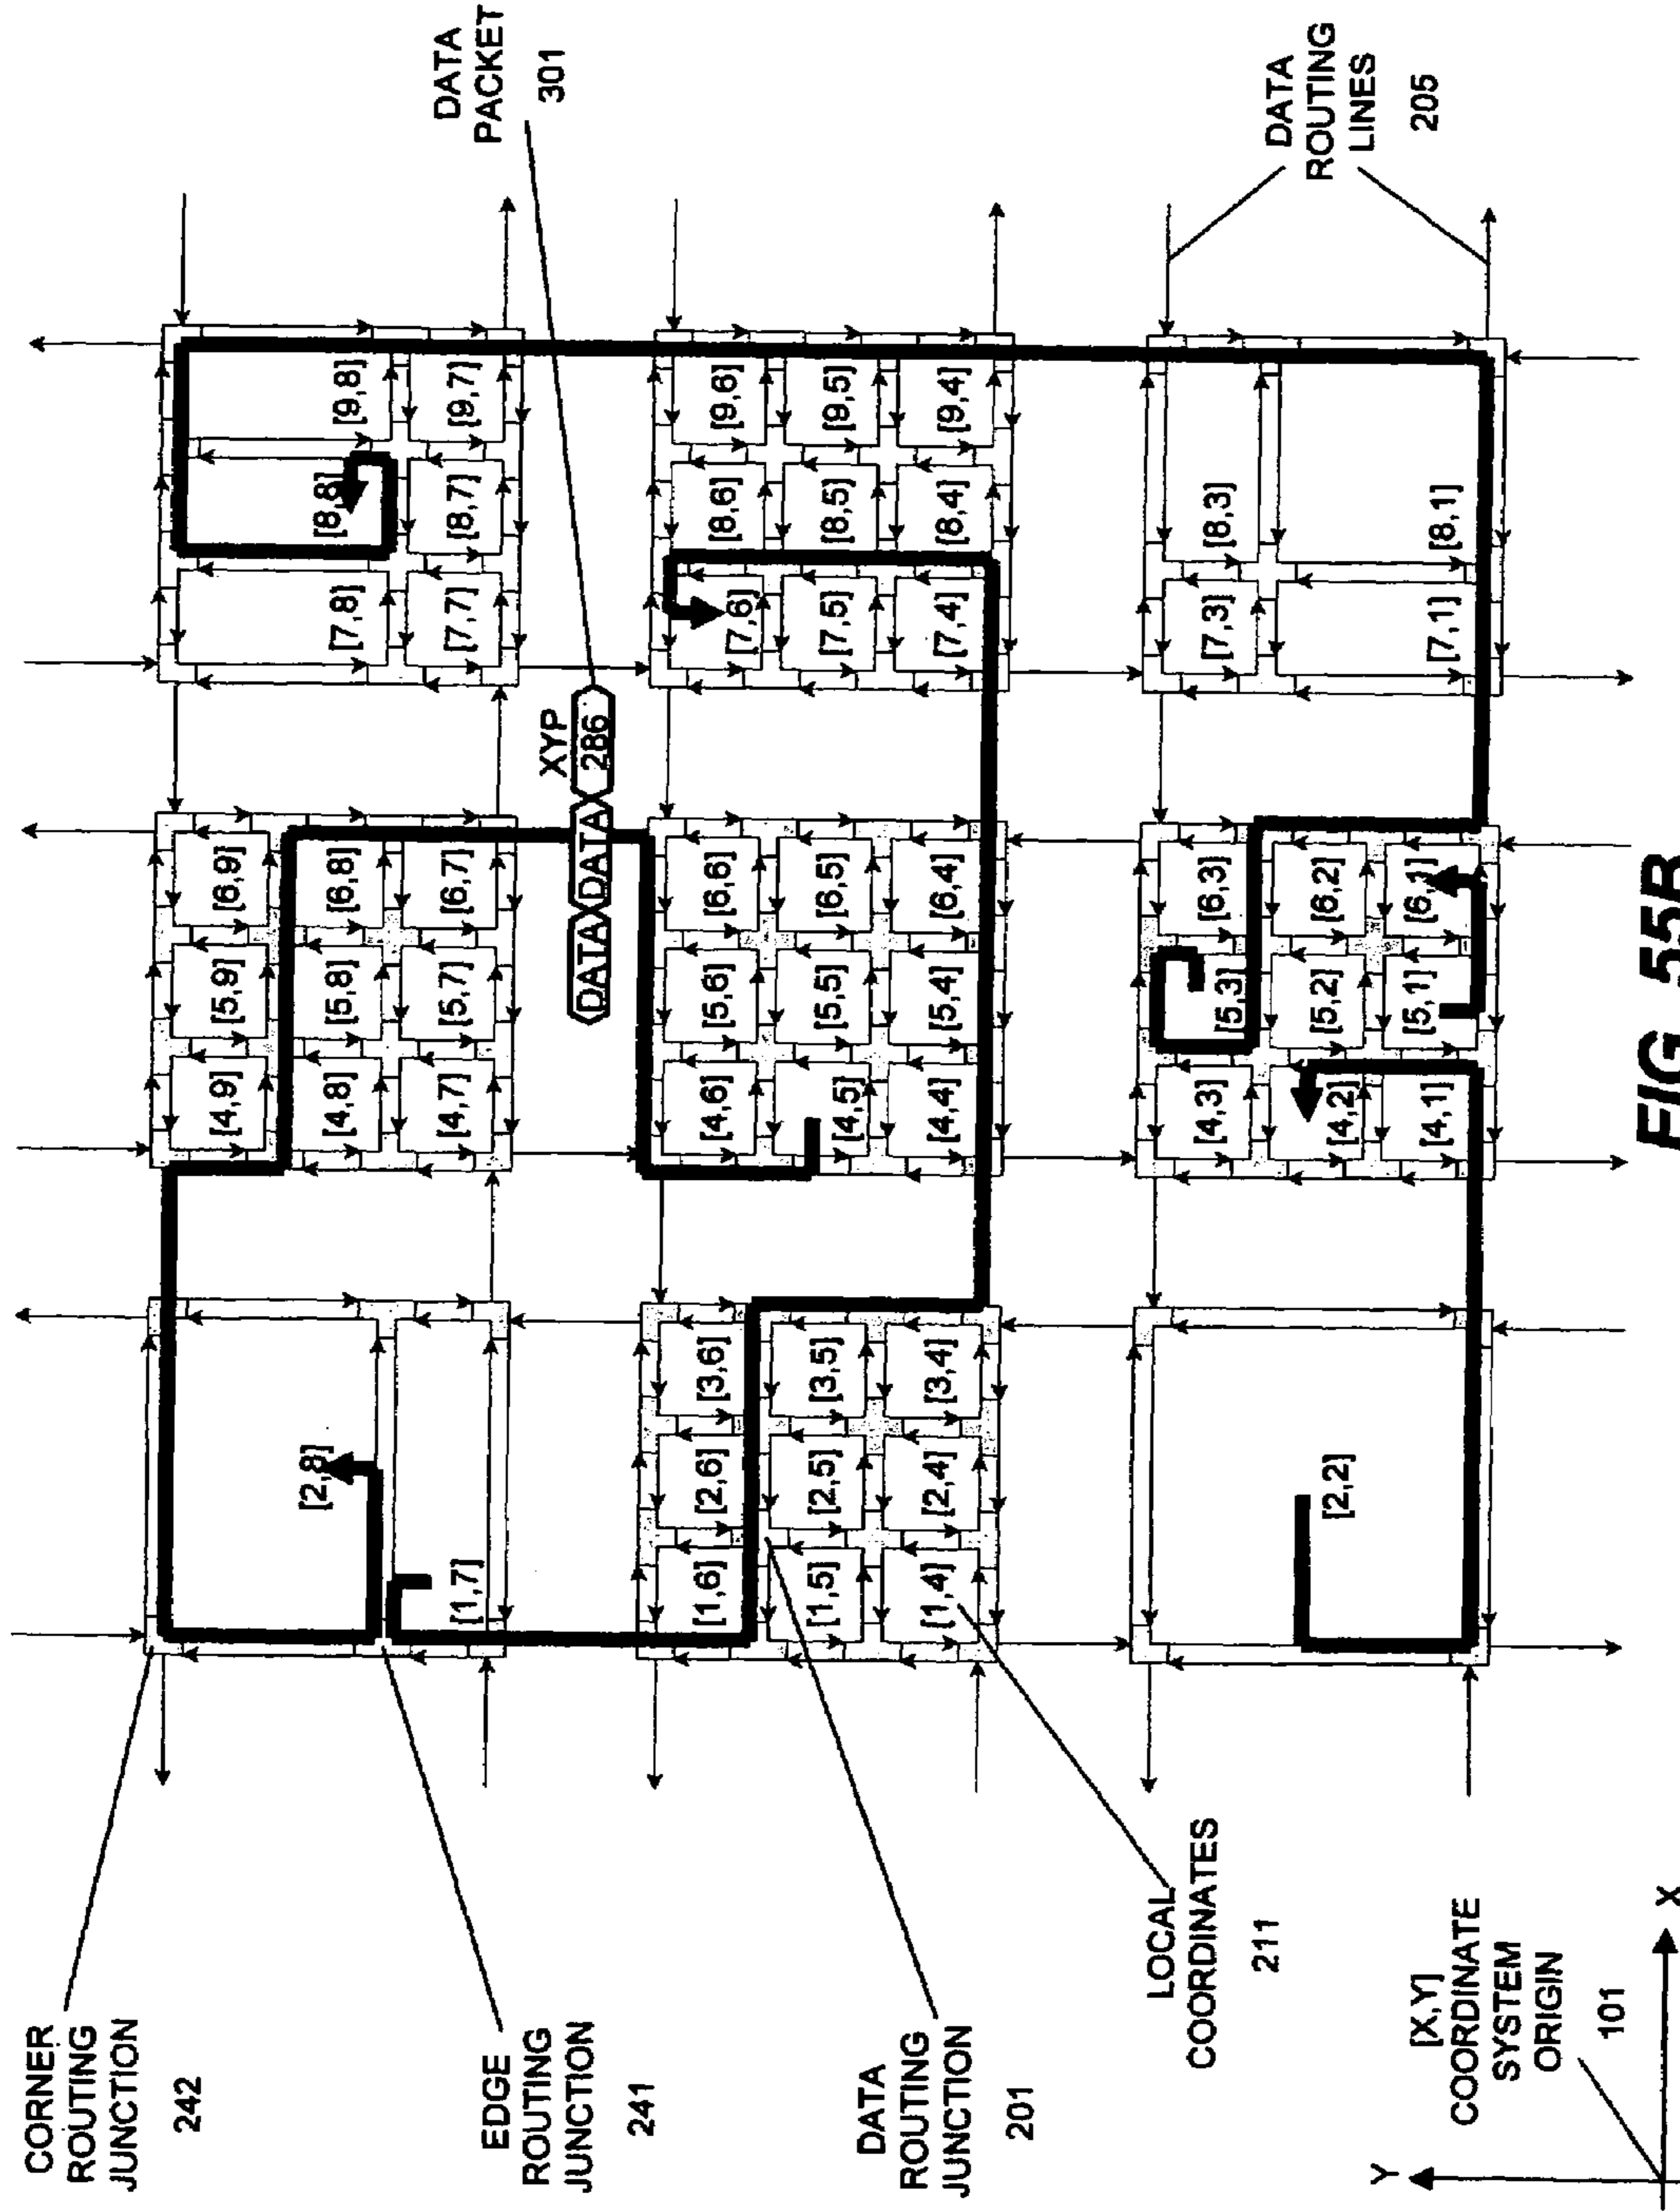 CORNER
ROUTING
JUNCTION
242
EDGE
ROUTING
JUNCTION
241
DATA
ROUTING
JUNCTION
201
LOCAL
COORDINATES
211
[X,Y]
COORDINATE
SYSTEM
ORIGIN
101
Y
X
DATA
PACKET
301
DATA
ROUTING
LINES
205
XYP
DATA DATA 286
[4,9] [5,9] [6,9]
[2,8] [4,8] [5,8] [6,8] [7,8] [8,8] [9,8]
[1,7] [4,7] [5,7] [6,7] [7,7] [8,7] [9,7]
[1,6] [2,6] [3,6] [4,6] [5,6] [6,6] [7,6] [8,6] [9,6]
[1,5] [2,5] [3,5] [4,5] [5,5] [6,5] [7,5] [8,5] [9,5]
[1,4] [2,4] [3,4] [4,4] [5,4] [6,4] [7,4] [8,4] [9,4]
[4,3] [5,3] [6,3] [7,3] [8,3]
[2,2] [4,2] [5,2] [6,2]
[4,1] [5,1] [6,1] [7,1] [8,1]
FIG. 55B